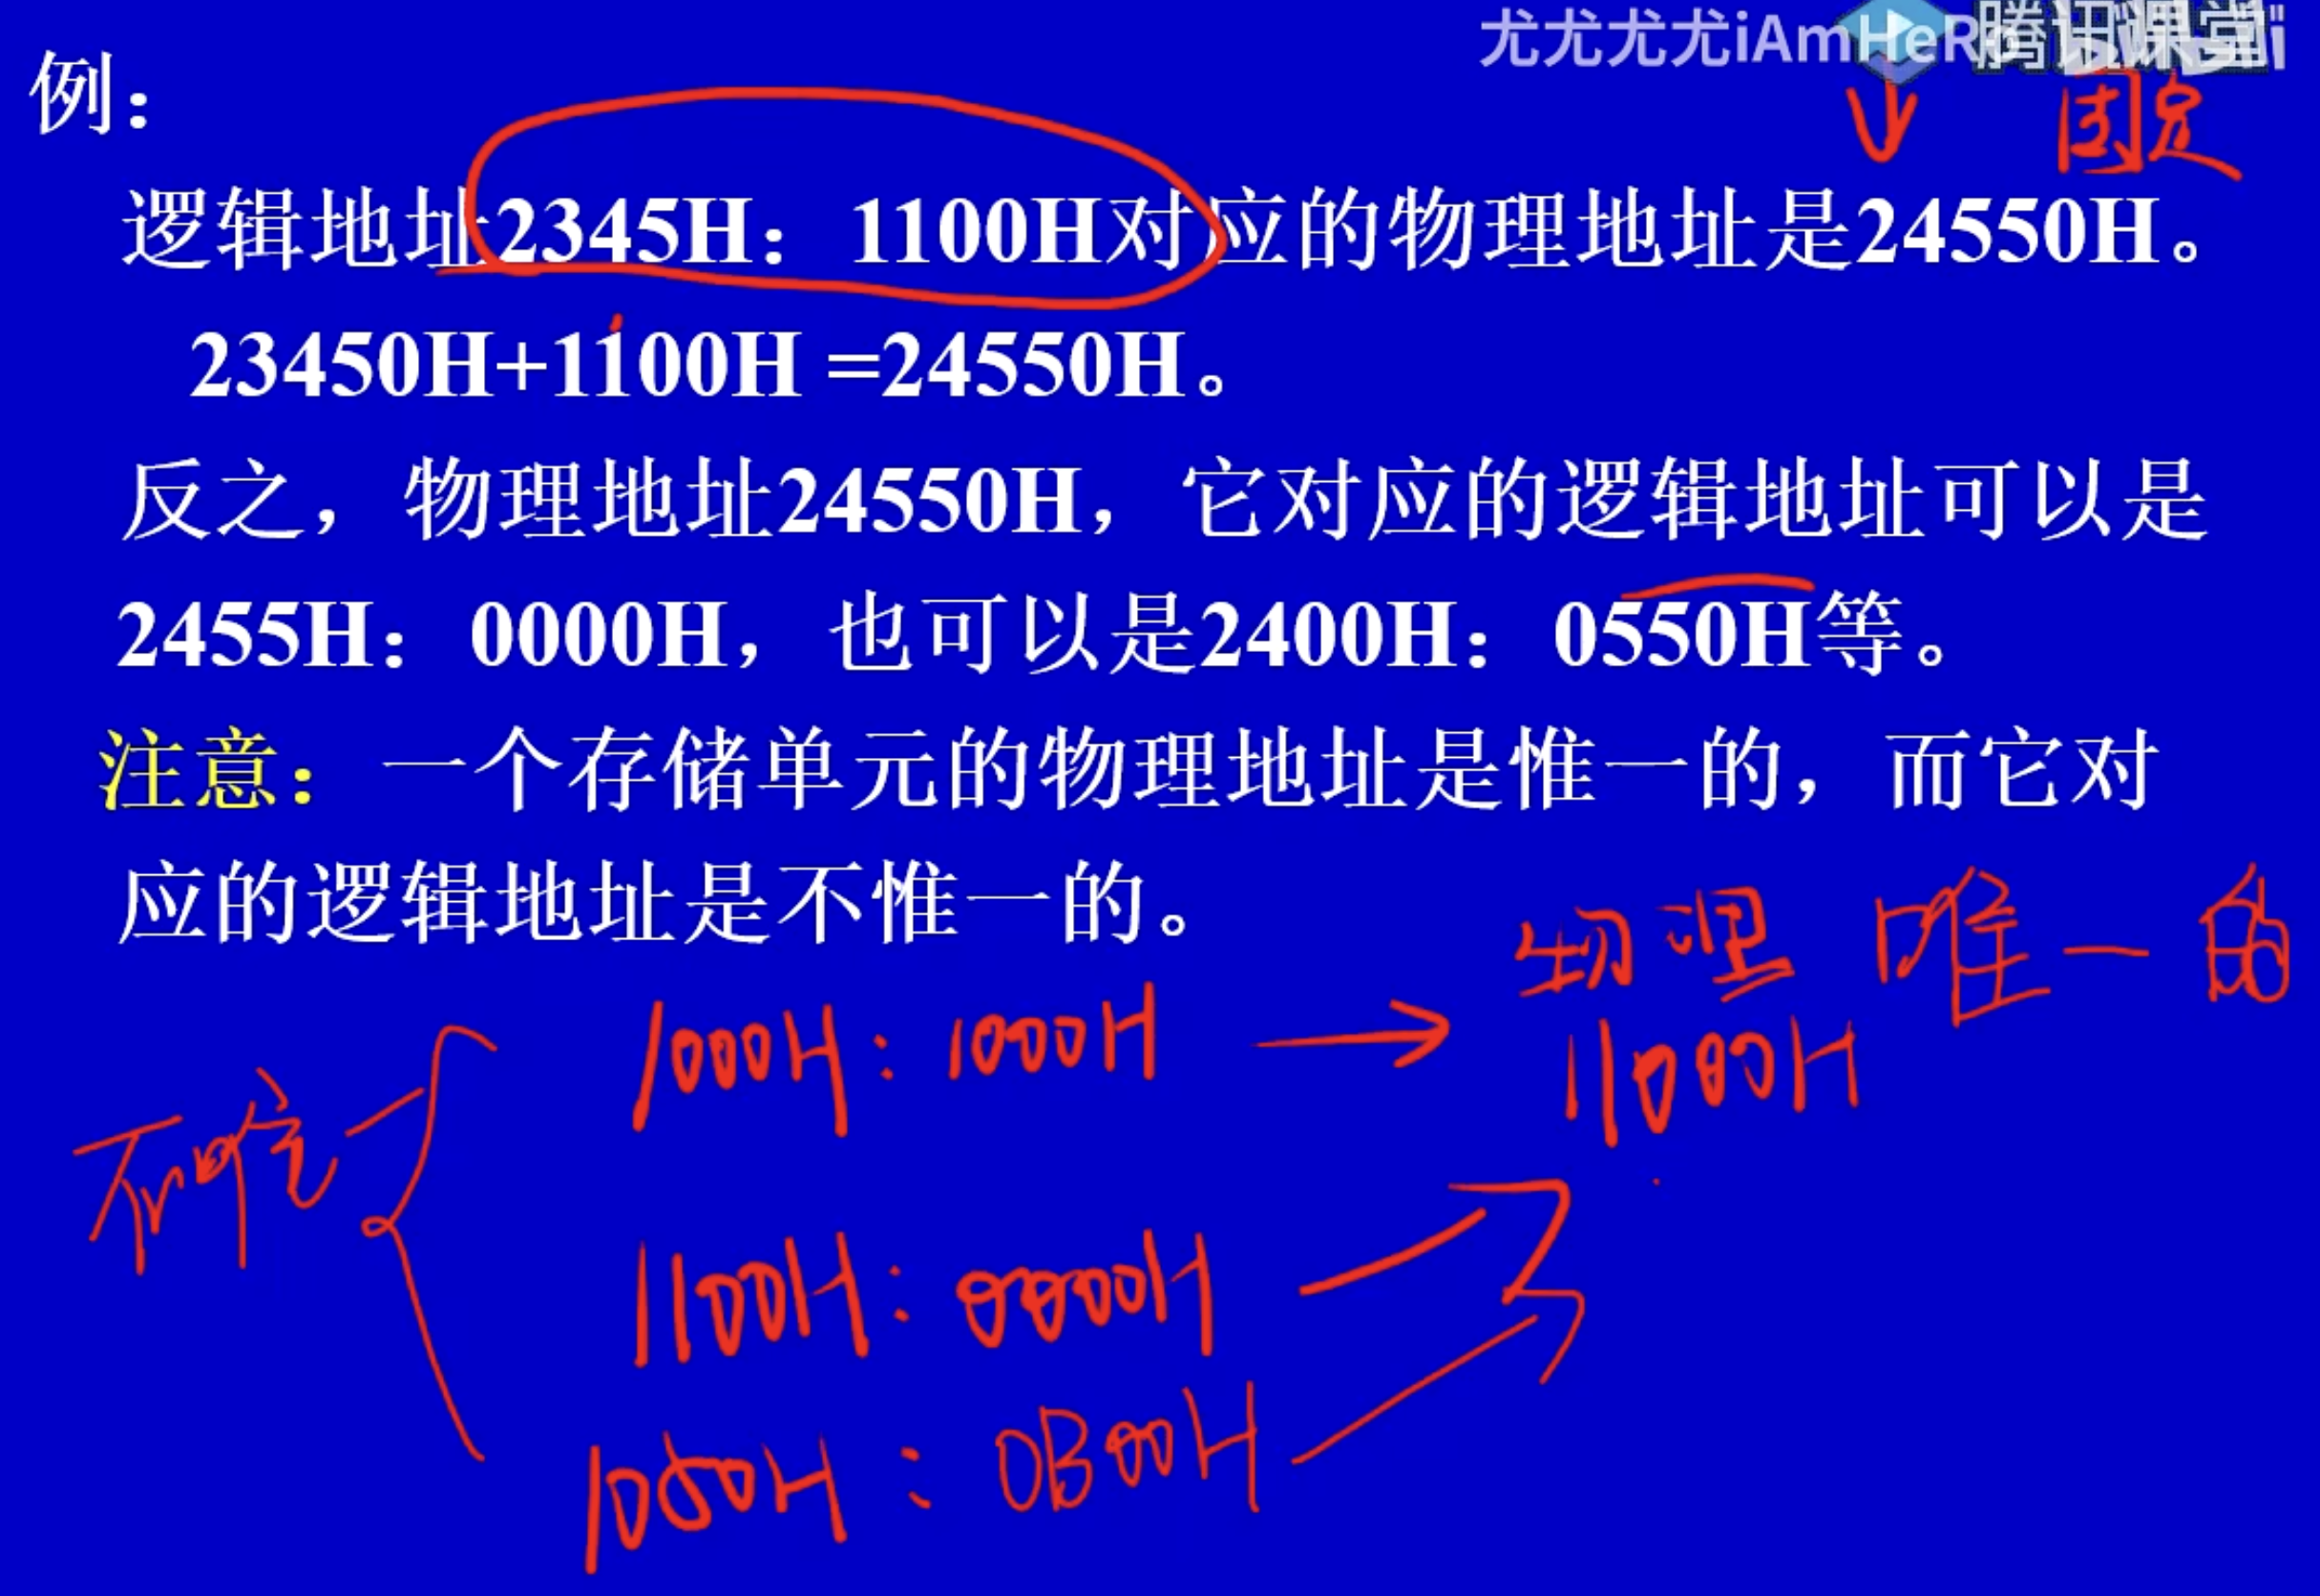 尤尤尤尤iAmHeR 腾讯课堂
固定
例：
逻辑地址2345H：1100H对应的物理地址是24550H。
23450H+1100H =24550H。
反之，物理地址24550H，它对应的逻辑地址可以是
2455H：0000H，也可以是2400H：0550H等。
注意：一个存储单元的物理地址是惟一的，而它对
应的逻辑地址是不惟一的。
物理 唯一的
1000H：1000H → 11000H
不唯一
1100H：0000H
1050H：0B00H